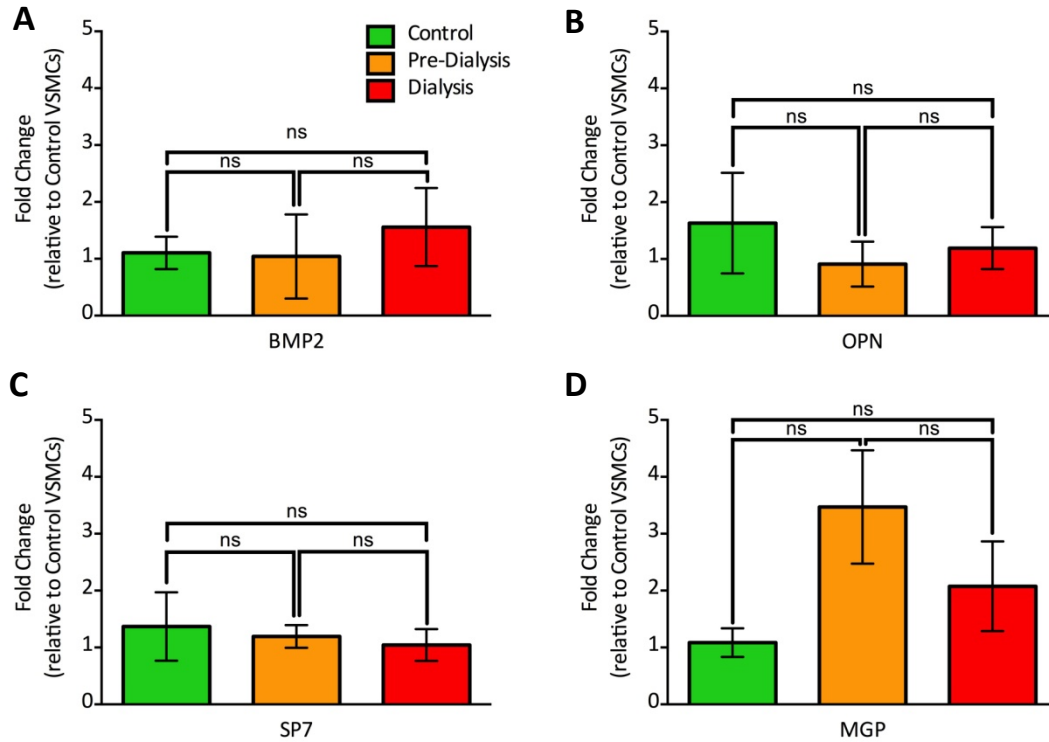 A
Fold Change
(relative to Control VSMCs)
5
4
3
2
1
0
Control
Pre-Dialysis
Dialysis
ns
ns
ns
BMP2
B
Fold Change
(relative to Control VSMCs)
5
4
3
2
1
0
ns
ns
ns
OPN
C
Fold Change
(relative to Control VSMCs)
5
4
3
2
1
0
ns
ns
ns
SP7
D
Fold Change
(relative to Control VSMCs)
5
4
3
2
1
0
ns
ns
ns
MGP